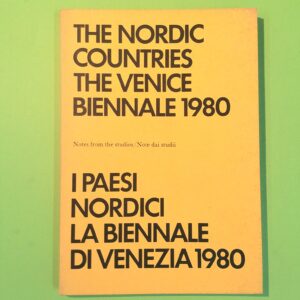 THE NORDIC
COUNTRIES
THE VENICE
BIENNALE 1980
Notes from the studios/Note dai studii
I PAESI
NORDICI
LA BIENNALE
DI VENEZIA 1980